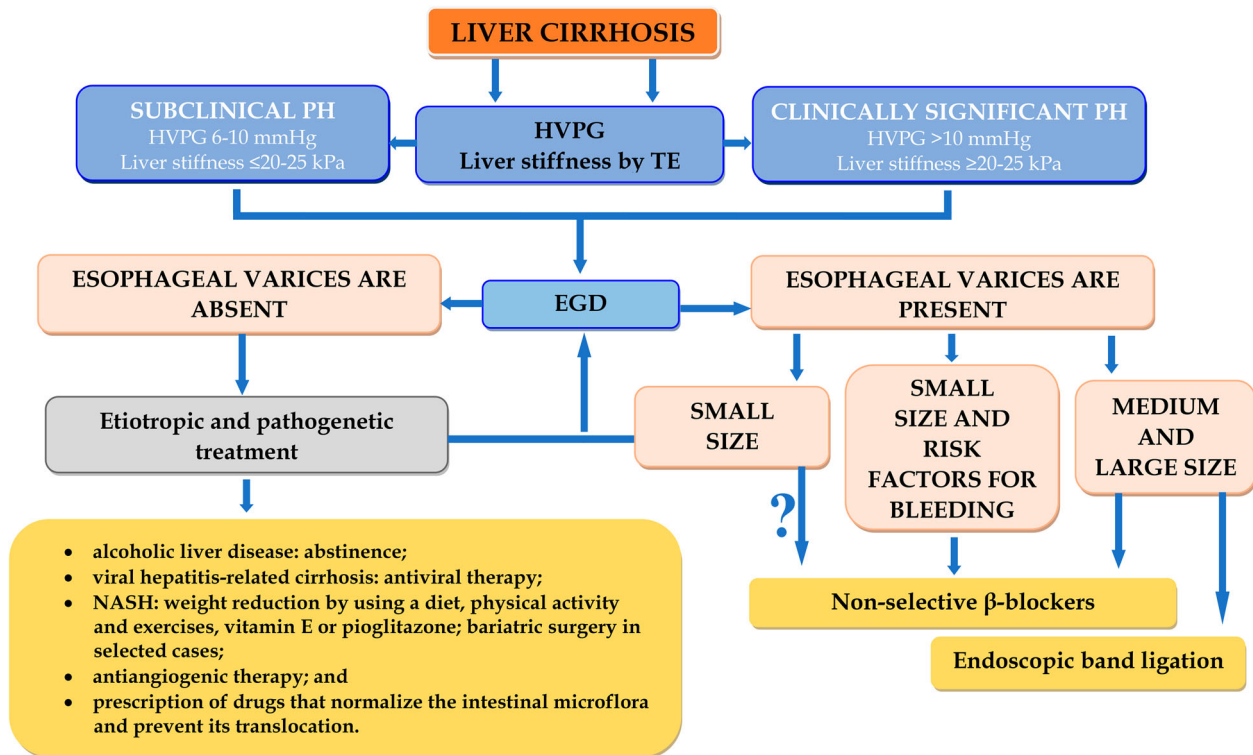 LIVER CIRRHOSIS
SUBCLINICAL PH
HVPG 6-10 mmHg
Liver stiffness ≤20-25 kPa
HVPG
Liver stiffness by TE
CLINICALLY SIGNIFICANT PH
HVPG >10 mmHg
Liver stiffness ≥20-25 kPa
ESOPHAGEAL VARICES ARE
ABSENT
EGD
ESOPHAGEAL VARICES ARE
PRESENT
Etiotropic and pathogenetic
treatment
SMALL
SIZE
SMALL
SIZE AND
RISK
FACTORS FOR
BLEEDING
MEDIUM
AND
LARGE SIZE
?
• alcoholic liver disease: abstinence;
• viral hepatitis-related cirrhosis: antiviral therapy;
• NASH: weight reduction by using a diet, physical activity
and exercises, vitamin E or pioglitazone; bariatric surgery in
selected cases;
• antiangiogenic therapy; and
• prescription of drugs that normalize the intestinal microflora
and prevent its translocation.
Non-selective β-blockers
Endoscopic band ligation